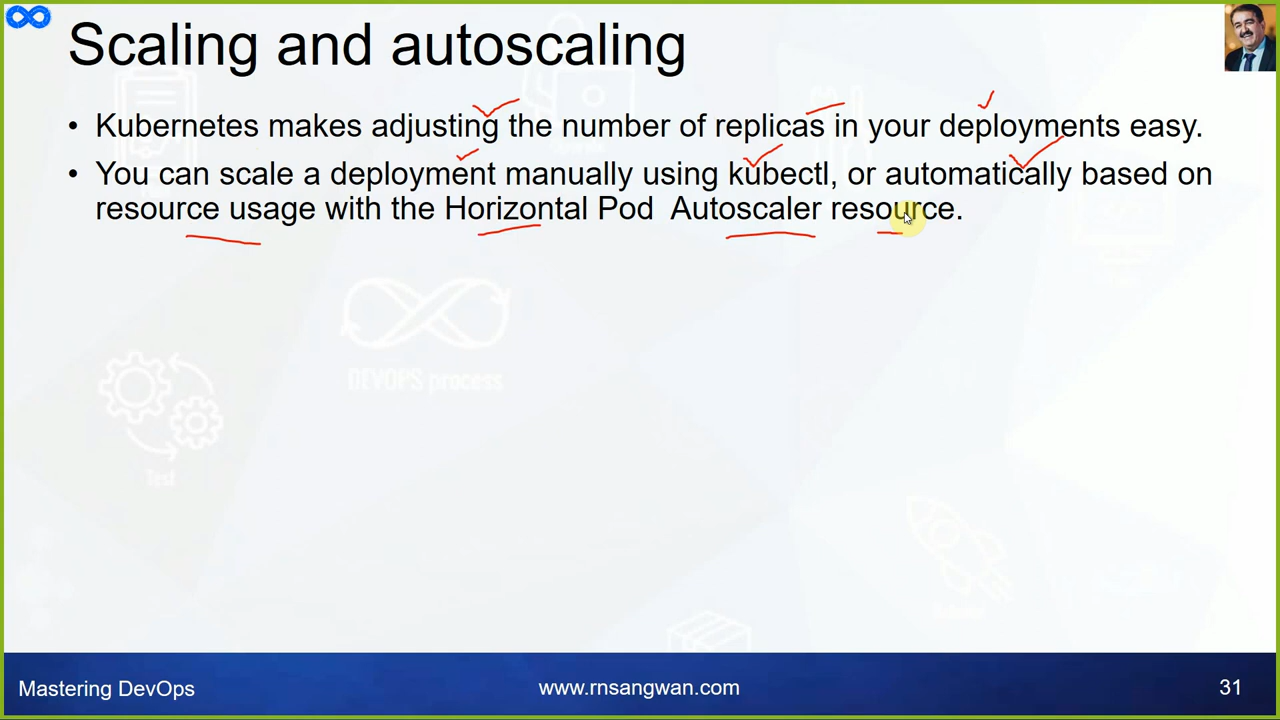 Scaling and autoscaling
• Kubernetes makes adjusting the number of replicas in your deployments easy.
• You can scale a deployment manually using kubectl, or automatically based on
resource usage with the Horizontal Pod Autoscaler resource.
DEVOPS process
Test
Mastering DevOps
www.rnsangwan.com
31